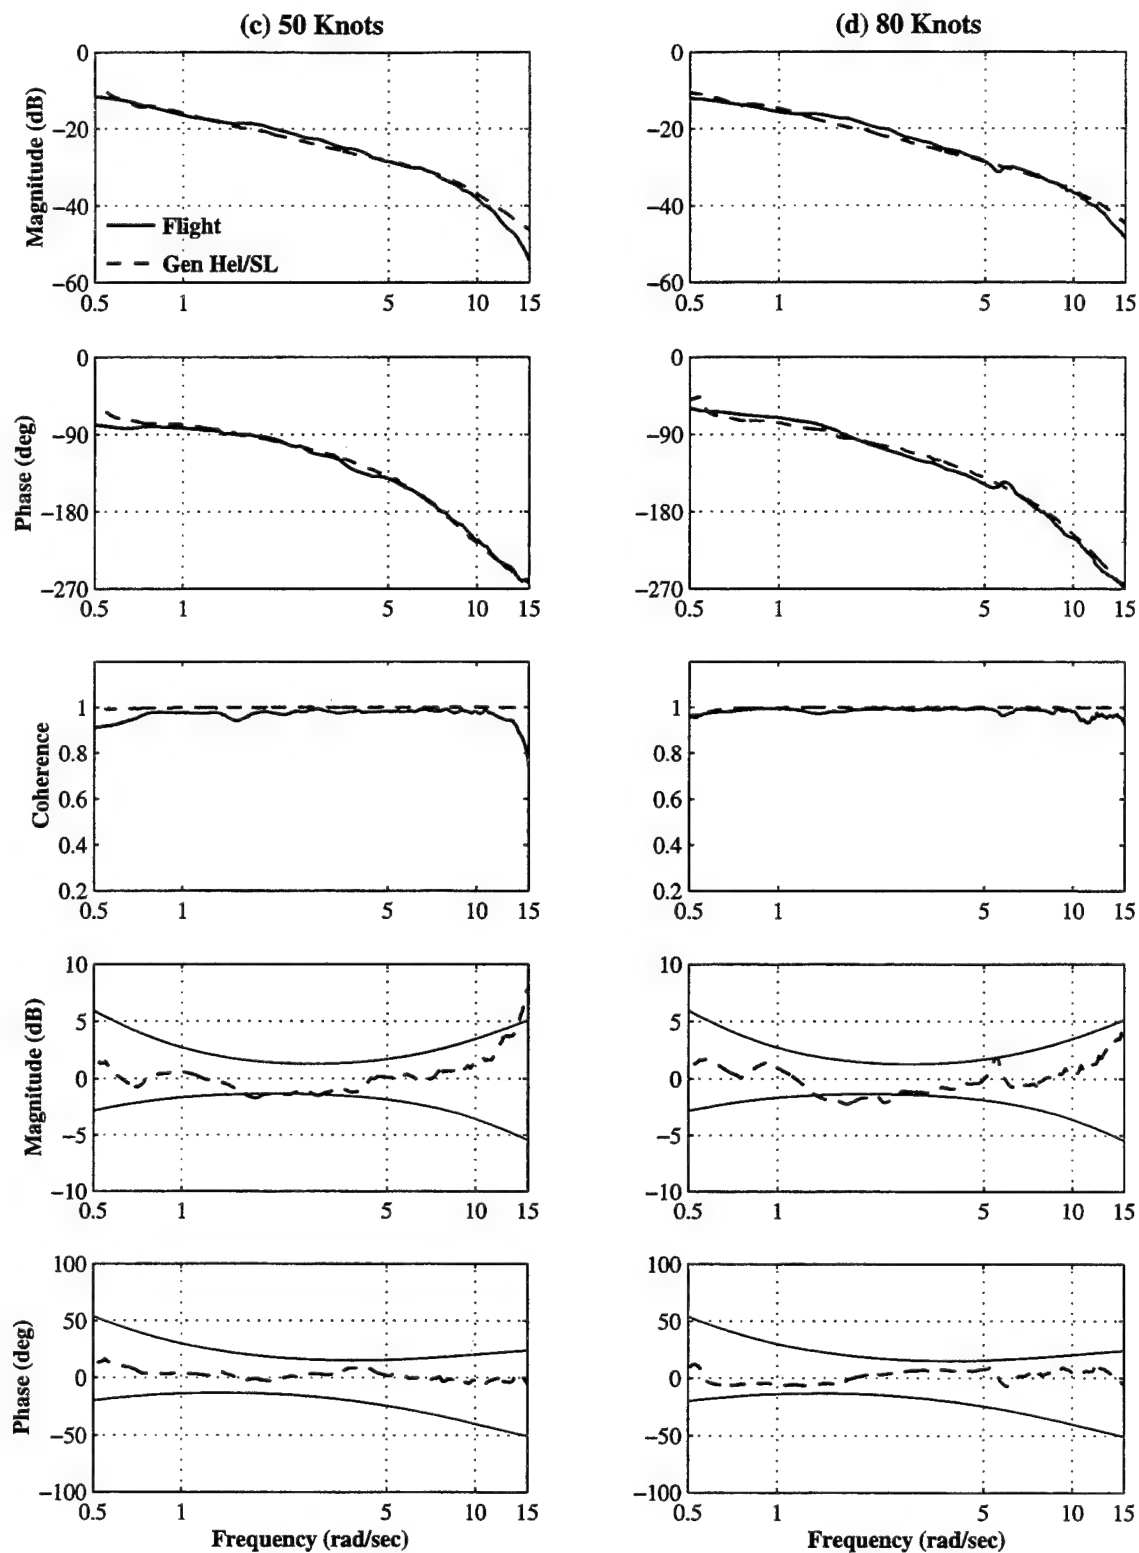 (c) 50 Knots
(d) 80 Knots
Magnitude (dB)
0
−20
−40
−60
Flight
Gen Hel/SL
0.5 1 5 10 15
0
−20
−40
−60
0.5 1 5 10 15
Phase (deg)
0
−90
−180
−270
0.5 1 5 10 15
0
−90
−180
−270
0.5 1 5 10 15
Coherence
1
0.8
0.6
0.4
0.2
0.5 1 5 10 15
1
0.8
0.6
0.4
0.2
0.5 1 5 10 15
Magnitude (dB)
10
5
0
−5
−10
0.5 1 5 10 15
10
5
0
−5
−10
0.5 1 5 10 15
Phase (deg)
100
50
0
−50
−100
0.5 1 5 10 15
Frequency (rad/sec)
100
50
0
−50
−100
0.5 1 5 10 15
Frequency (rad/sec)